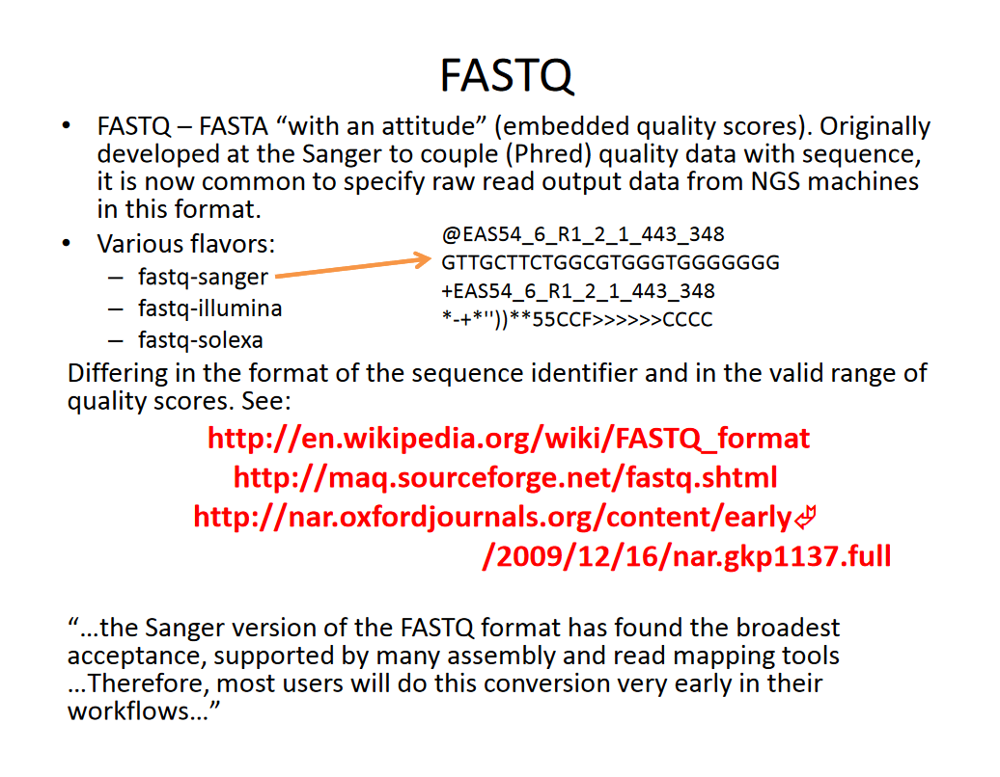 FASTQ
• FASTQ – FASTA “with an attitude” (embedded quality scores). Originally
developed at the Sanger to couple (Phred) quality data with sequence,
it is now common to specify raw read output data from NGS machines
in this format.
• Various flavors:
– fastq-sanger
– fastq-illumina
– fastq-solexa
@EAS54_6_R1_2_1_443_348
GTTGCTTCTGGCGTGGGTGGGGGGG
+EAS54_6_R1_2_1_443_348
*-+*''))**55CCF>>>>>>CCCC
Differing in the format of the sequence identifier and in the valid range of
quality scores. See:
http://en.wikipedia.org/wiki/FASTQ_format
http://maq.sourceforge.net/fastq.shtml
http://nar.oxfordjournals.org/content/early
/2009/12/16/nar.gkp1137.full
“…the Sanger version of the FASTQ format has found the broadest
acceptance, supported by many assembly and read mapping tools
…Therefore, most users will do this conversion very early in their
workflows…”